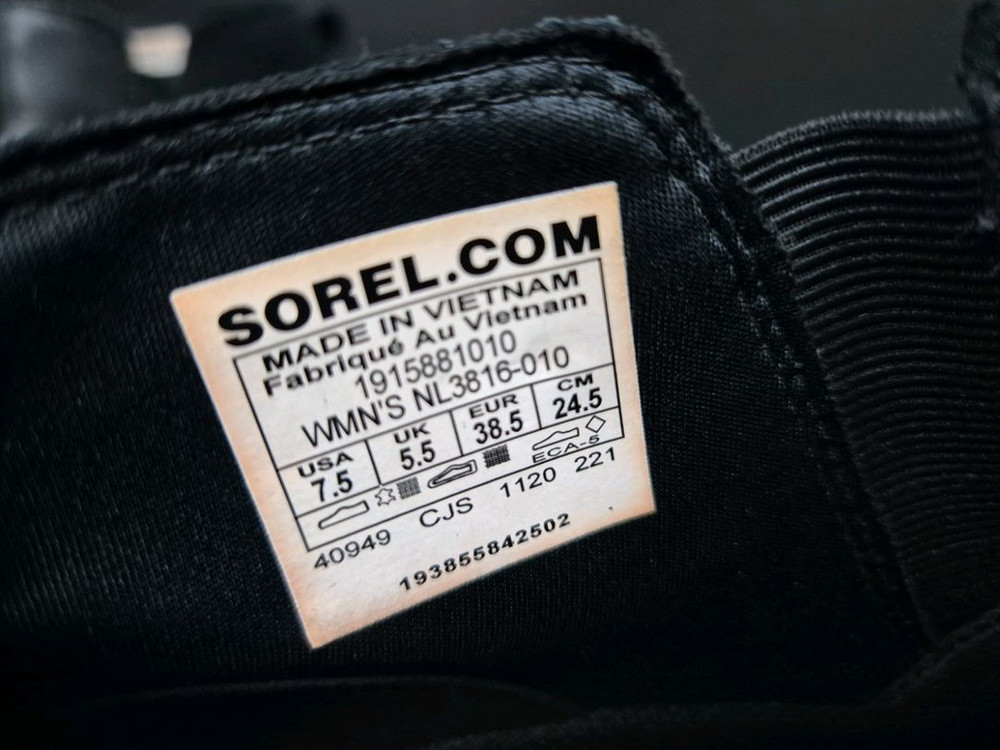 SOREL.COM
MADE IN VIETNAM
Fabriqué Au Vietnam
1915881010
WMN'S NL3816-010
USA UK EUR CM
7.5 5.5 38.5 24.5
ECA-5
40949 CJS 1120 221
193855842502